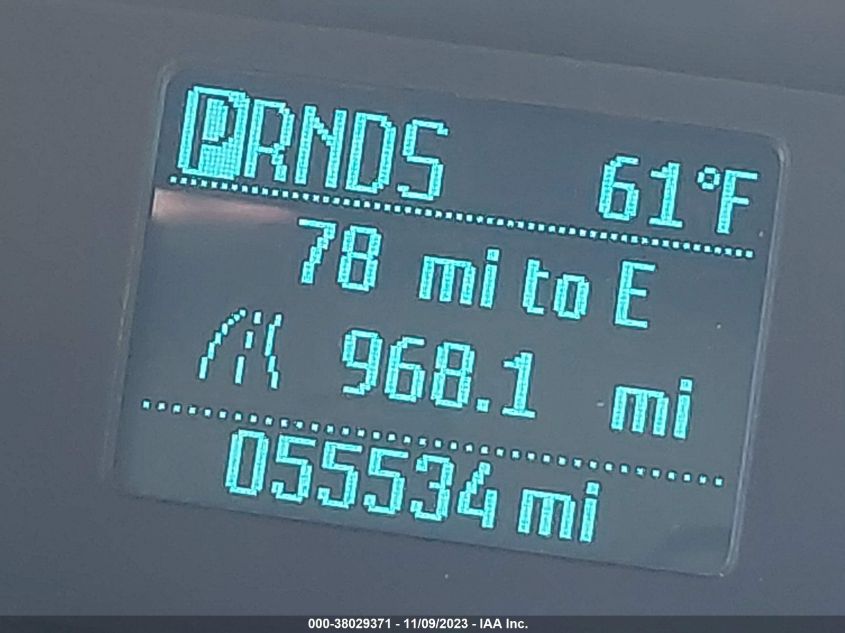 PRNDS 61°F
78 mi to E
968.1 mi
055534 mi
000-38029371 - 11/09/2023 - IAA Inc.